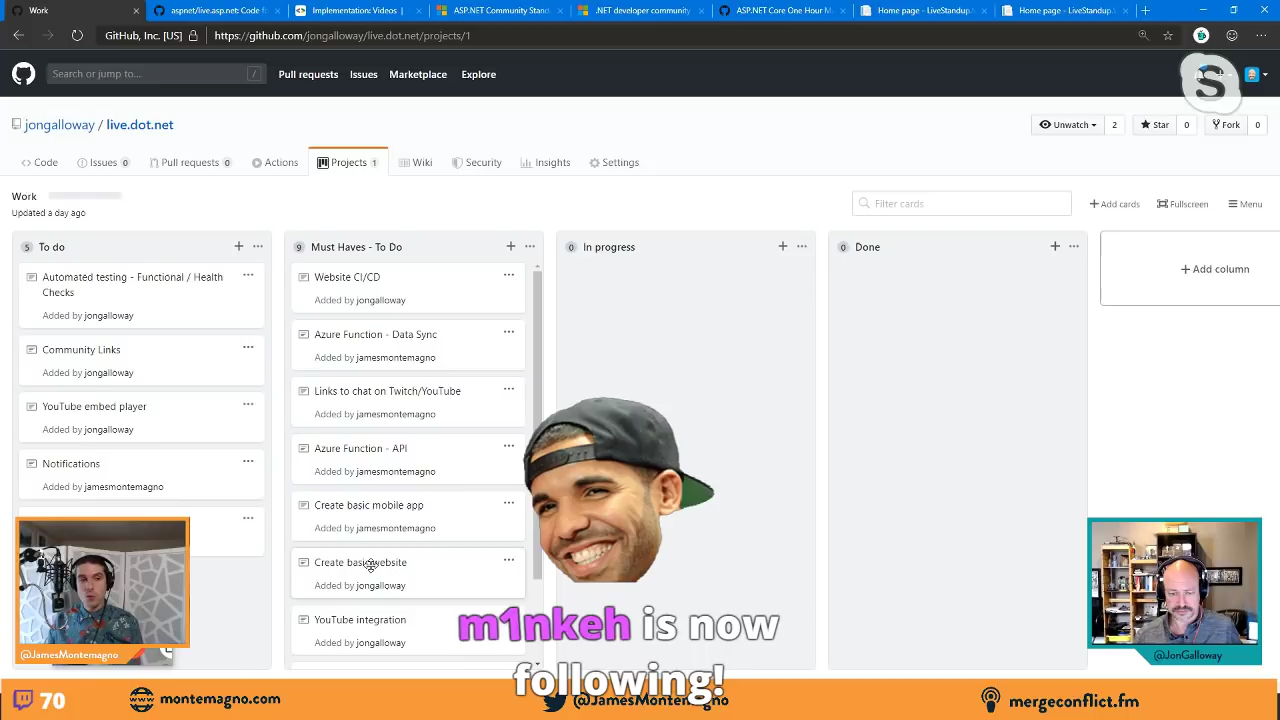 Work
aspnet/live.asp.net: Code f
Implementation: Videos
ASP.NET Community Stand
.NET developer community
ASP.NET Core One Hour M
Home page - LiveStandup.
Home page - LiveStandup.
GitHub, Inc. [US]
https://github.com/jongalloway/live.dot.net/projects/1
Search or jump to...
/
Pull requests
Issues
Marketplace
Explore
jongalloway / live.dot.net
Unwatch 2
Star 0
Fork 0
Code
Issues 0
Pull requests 0
Actions
Projects 1
Wiki
Security
Insights
Settings
Work
Updated a day ago
Filter cards
Add cards
Fullscreen
Menu
5 To do
Automated testing - Functional / Health
Checks
Added by jongalloway
Community Links
Added by jongalloway
YouTube embed player
Added by jongalloway
Notifications
Added by jamesmontemagno
9 Must Haves - To Do
Website CI/CD
Added by jongalloway
Azure Function - Data Sync
Added by jamesmontemagno
Links to chat on Twitch/YouTube
Added by jamesmontemagno
Azure Function - API
Added by jamesmontemagno
Create basic mobile app
Added by jamesmontemagno
Create basic website
Added by jongalloway
YouTube integration
Added by jongalloway
0 In progress
0 Done
Add column
m1nkeh is now
following!
@JamesMontemagno
@JonGalloway
70
montemagno.com
@JamesMontemagno
mergeconflict.fm